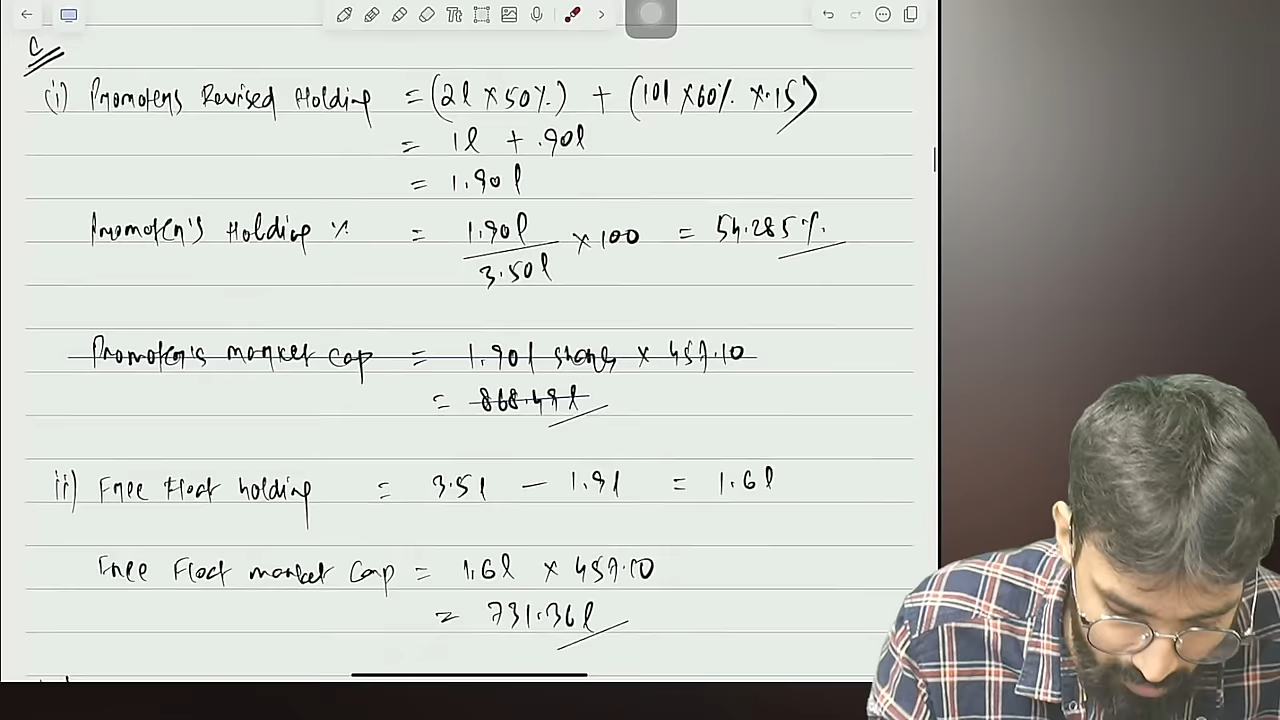 C
(i) Promoters Revised Holding = (2l × 50%) + (10l × 60% × .15)
= 1l + .90l
= 1.90l
Promoter's Holding % = 1.90l / 3.50l × 100 = 54.285%
Promoter's market cap = 1.90l shares × 457.10
= 868.49l
ii) Free Float holding = 3.5l - 1.9l = 1.6l
Free Float market Cap = 1.6l × 457.10
= 731.36l